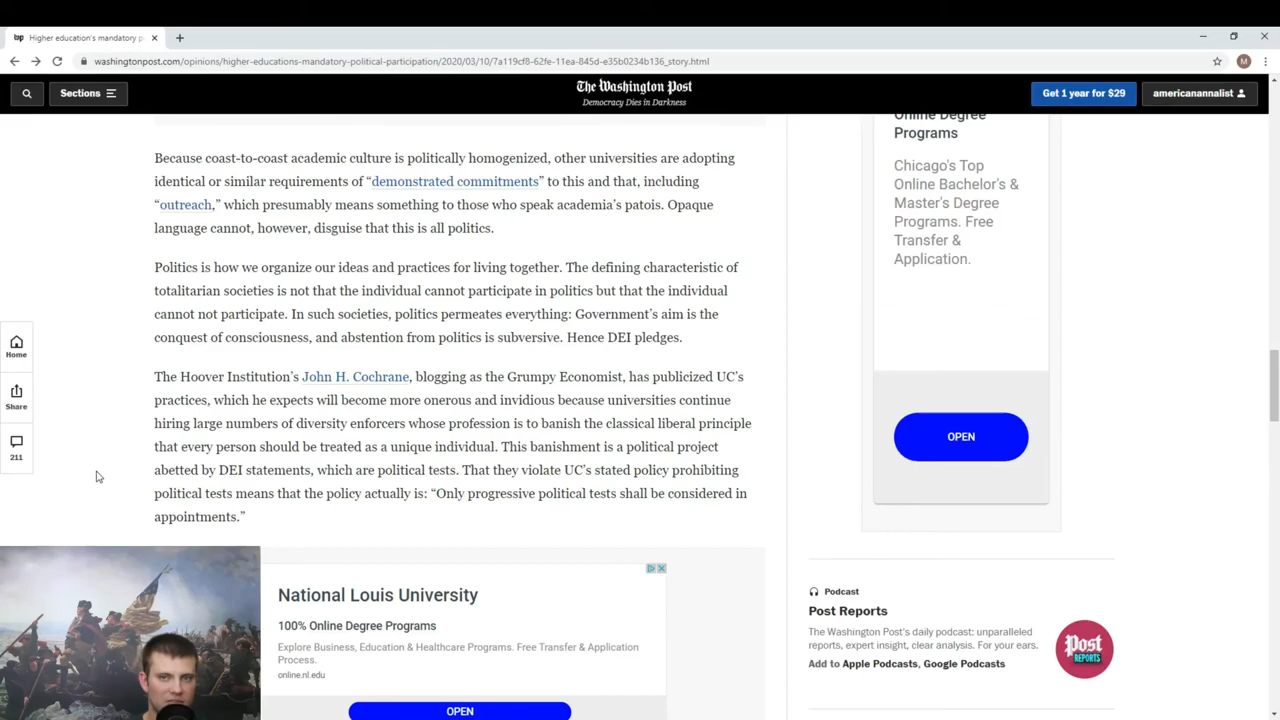 Higher education's mandatory p
washingtonpost.com/opinions/higher-educations-mandatory-political-participation/2020/03/10/7a119cf8-62fe-11ea-845d-e35b0234b136_story.html
M
Sections
The Washington Post
Democracy Dies in Darkness
Get 1 year for $29
americanannalist
Because coast-to-coast academic culture is politically homogenized, other universities are adopting
identical or similar requirements of “demonstrated commitments” to this and that, including
“outreach,” which presumably means something to those who speak academia’s patois. Opaque
language cannot, however, disguise that this is all politics.
Politics is how we organize our ideas and practices for living together. The defining characteristic of
totalitarian societies is not that the individual cannot participate in politics but that the individual
cannot not participate. In such societies, politics permeates everything: Government’s aim is the
conquest of consciousness, and abstention from politics is subversive. Hence DEI pledges.
The Hoover Institution’s John H. Cochrane, blogging as the Grumpy Economist, has publicized UC’s
practices, which he expects will become more onerous and invidious because universities continue
hiring large numbers of diversity enforcers whose profession is to banish the classical liberal principle
that every person should be treated as a unique individual. This banishment is a political project
abetted by DEI statements, which are political tests. That they violate UC’s stated policy prohibiting
political tests means that the policy actually is: “Only progressive political tests shall be considered in
appointments.”
Home
Share
211
National Louis University
100% Online Degree Programs
Explore Business, Education & Healthcare Programs. Free Transfer & Application
Process.
online.nl.edu
OPEN
Online Degree
Programs
Chicago's Top
Online Bachelor's &
Master's Degree
Programs. Free
Transfer &
Application.
OPEN
Podcast
Post Reports
The Washington Post's daily podcast: unparalleled
reports, expert insight, clear analysis. For your ears.
Add to Apple Podcasts, Google Podcasts
Post
REPORTS